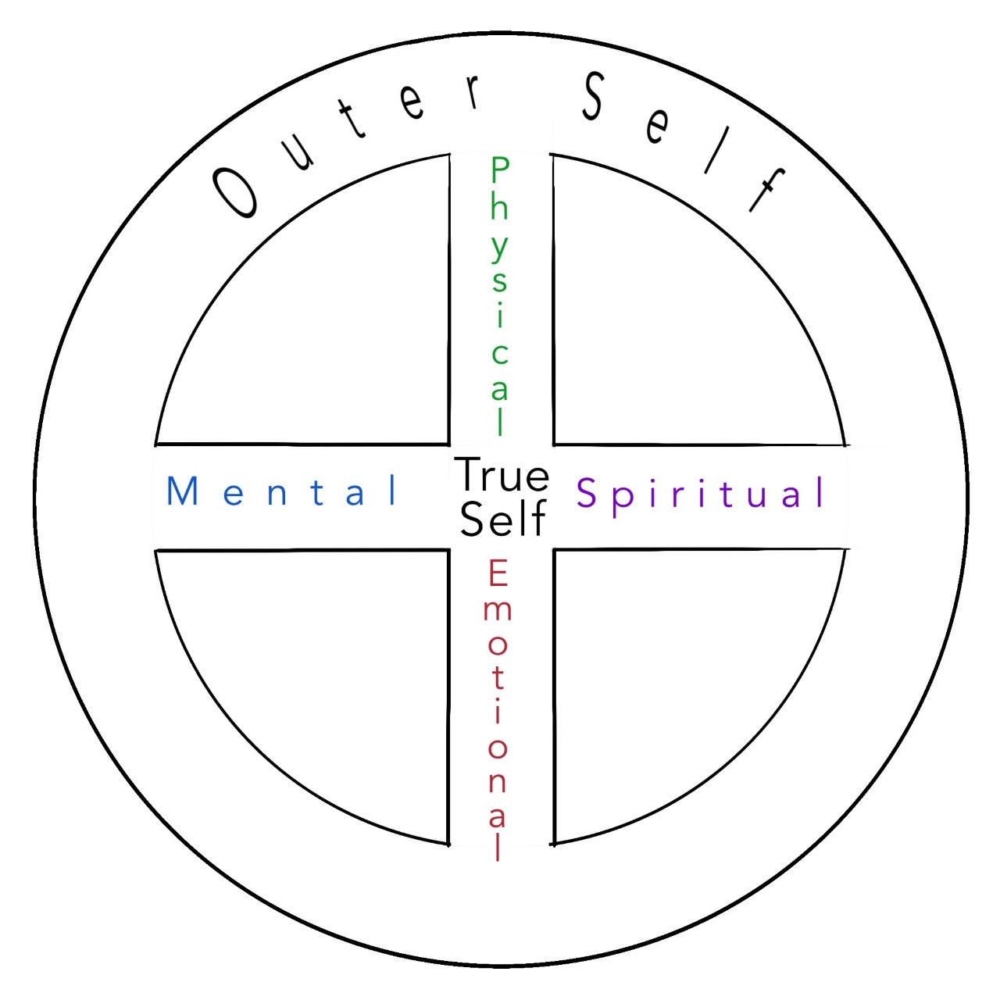 Outer Self
Physical
Mental
True
Self
Spiritual
Emotional